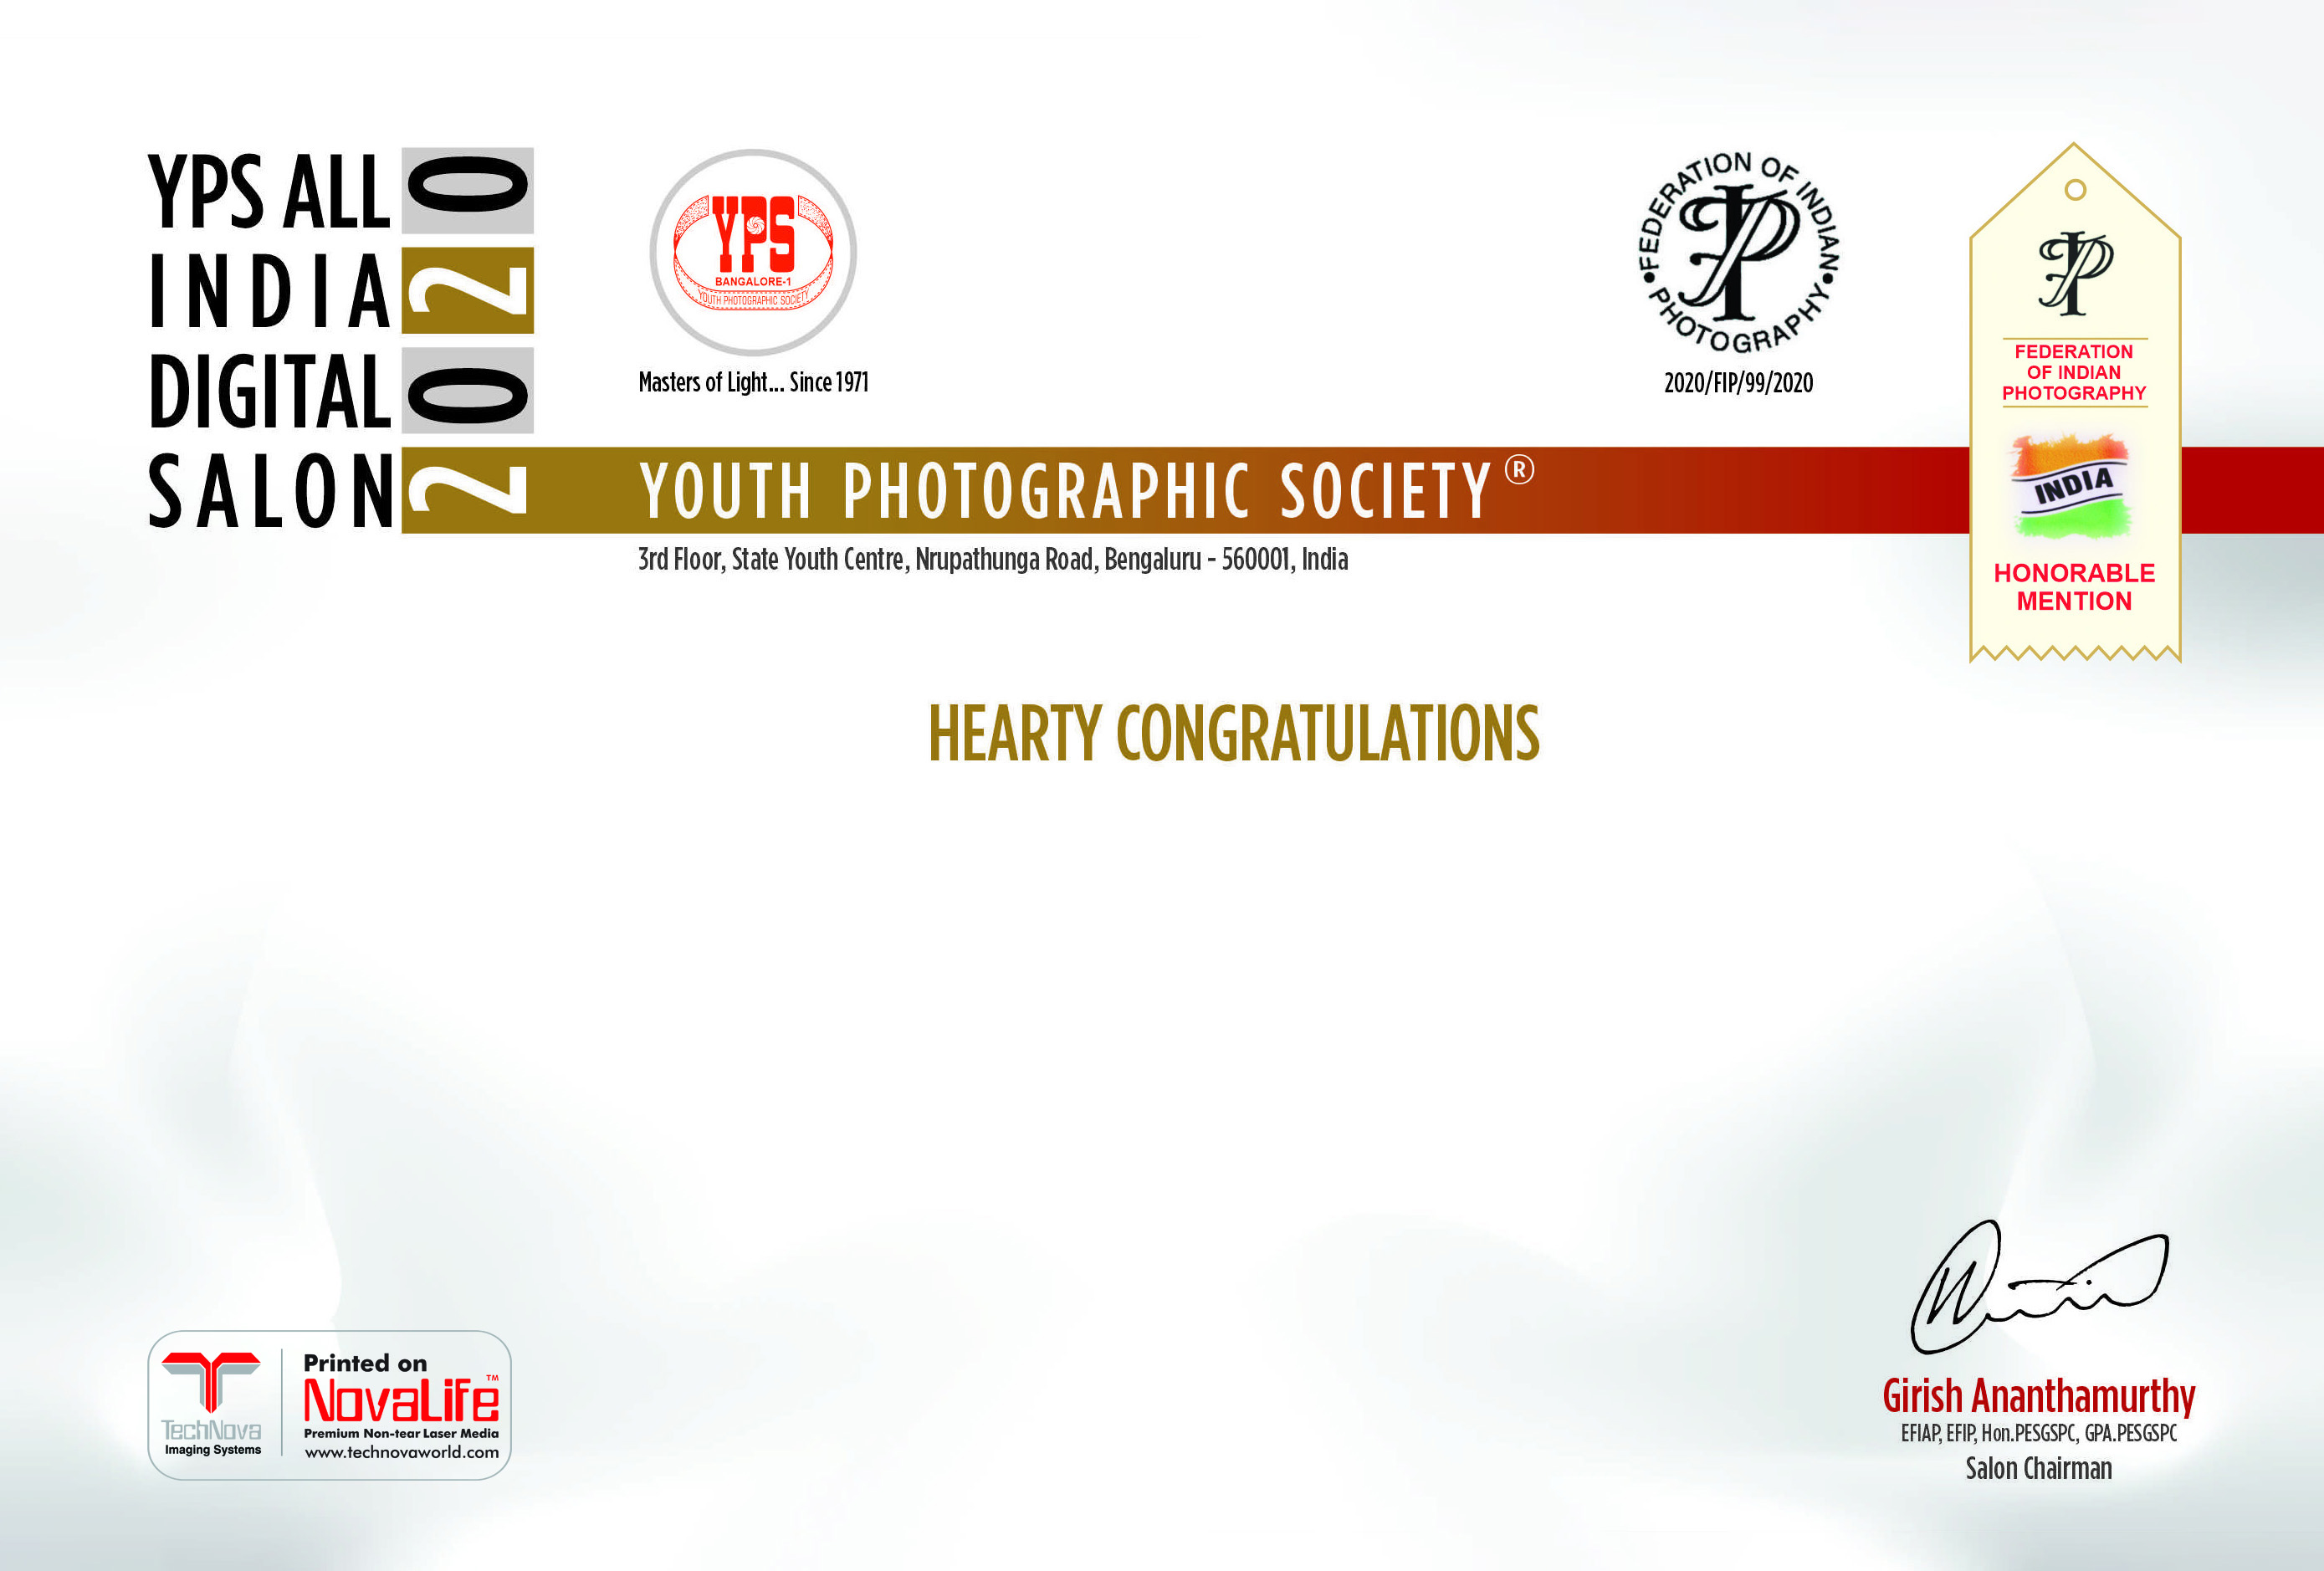 YPS ALL
INDIA
DIGITAL
SALON
2020
YPS
BANGALORE-1
YOUTH PHOTOGRAPHIC SOCIETY
Masters of Light... Since 1971
•FEDERATION OF INDIAN•
PHOTOGRAPHY
2020/FIP/99/2020
FEDERATION
OF INDIAN
PHOTOGRAPHY
INDIA
HONORABLE
MENTION
YOUTH PHOTOGRAPHIC SOCIETY®
3rd Floor, State Youth Centre, Nrupathunga Road, Bengaluru - 560001, India
HEARTY CONGRATULATIONS
TechNova
Imaging Systems
Printed on
NovaLife™
Premium Non-tear Laser Media
www.technovaworld.com
Girish Ananthamurthy
EFIAP, EFIP, Hon.PESGSPC, GPA.PESGSPC
Salon Chairman